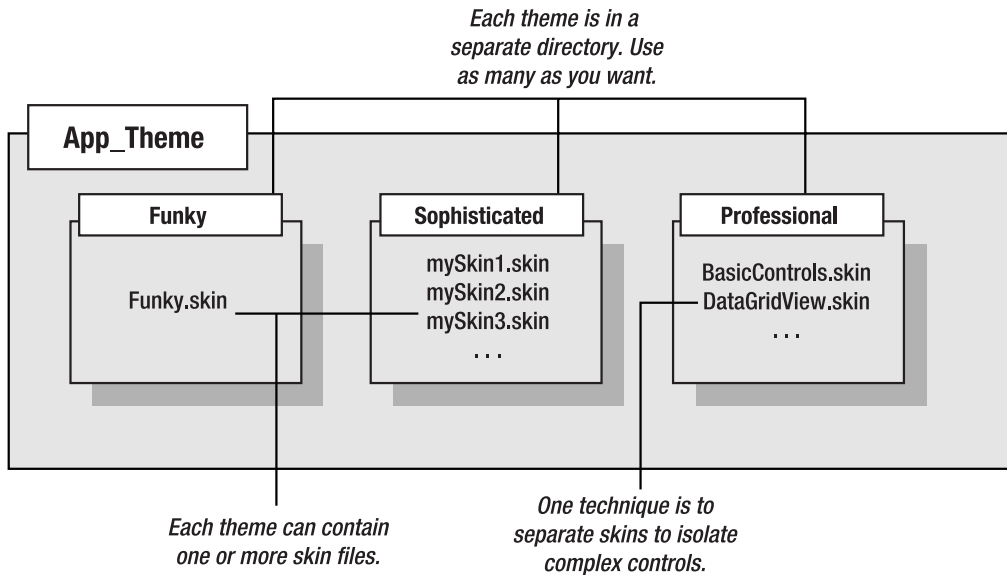 Each theme is in a
separate directory. Use
as many as you want.
App_Theme
Funky
Funky.skin
Sophisticated
mySkin1.skin
mySkin2.skin
mySkin3.skin
...
Professional
BasicControls.skin
DataGridView.skin
...
Each theme can contain
one or more skin files.
One technique is to
separate skins to isolate
complex controls.